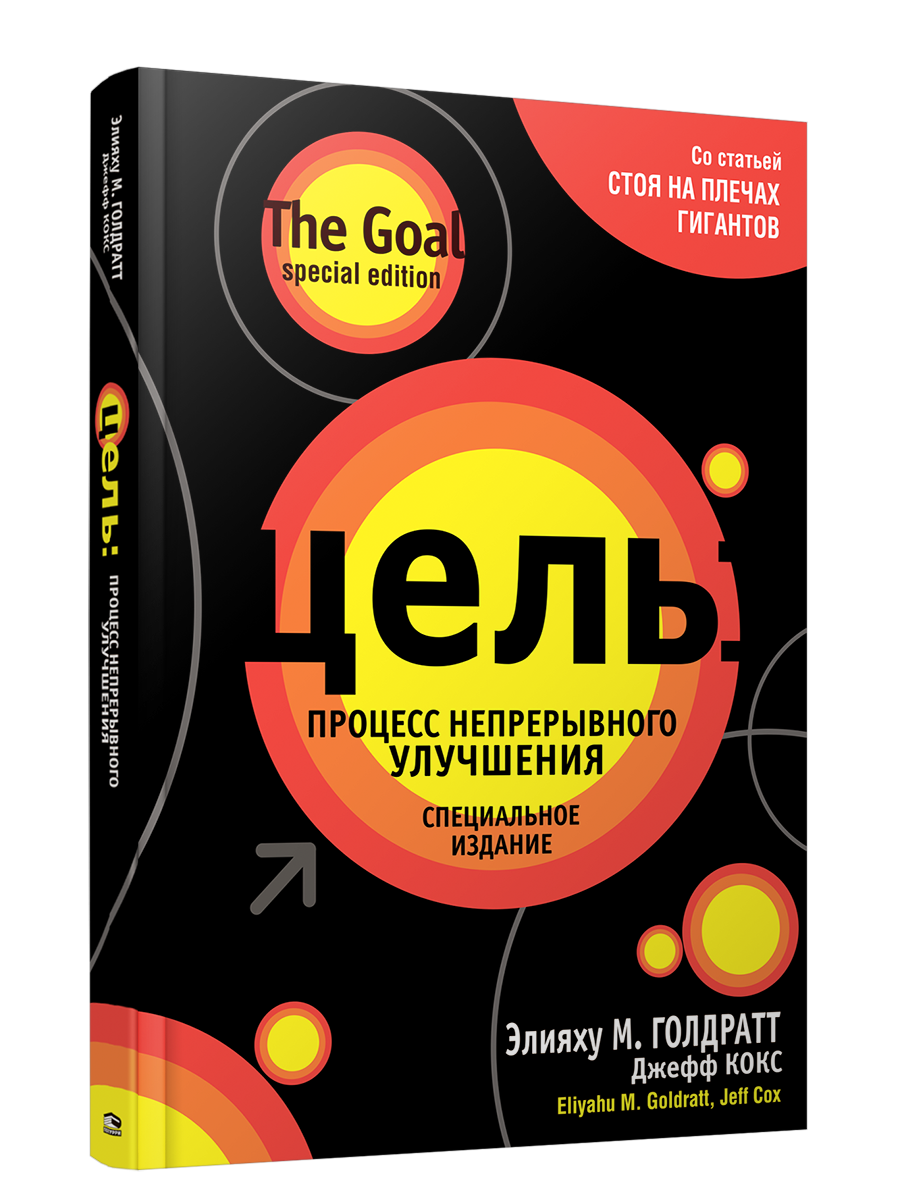 Элияху М. ГОЛДРАТТ
Джефф КОКС
цель:
ПРОЦЕСС НЕПРЕРЫВНОГО
УЛУЧШЕНИЯ
The Goal
special edition
Со статьей
СТОЯ НА ПЛЕЧАХ
ГИГАНТОВ
цель
ПРОЦЕСС НЕПРЕРЫВНОГО
УЛУЧШЕНИЯ
СПЕЦИАЛЬНОЕ
ИЗДАНИЕ
Элияху М. ГОЛДРАТТ
Джефф КОКС
Eliyahu M. Goldratt, Jeff Cox